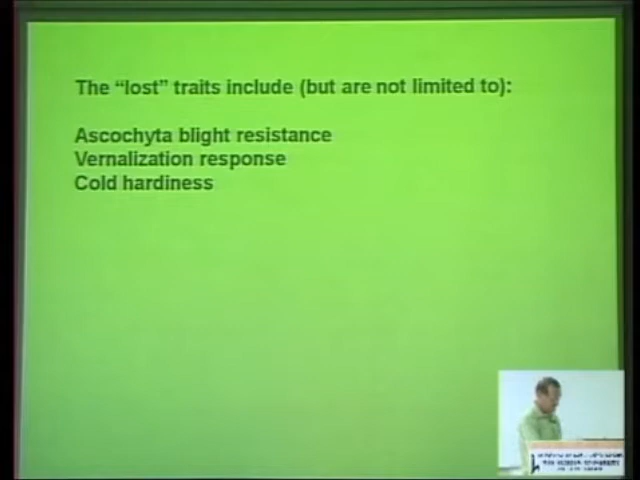 The “lost” traits include (but are not limited to):
Ascochyta blight resistance
Vernalization response
Cold hardiness